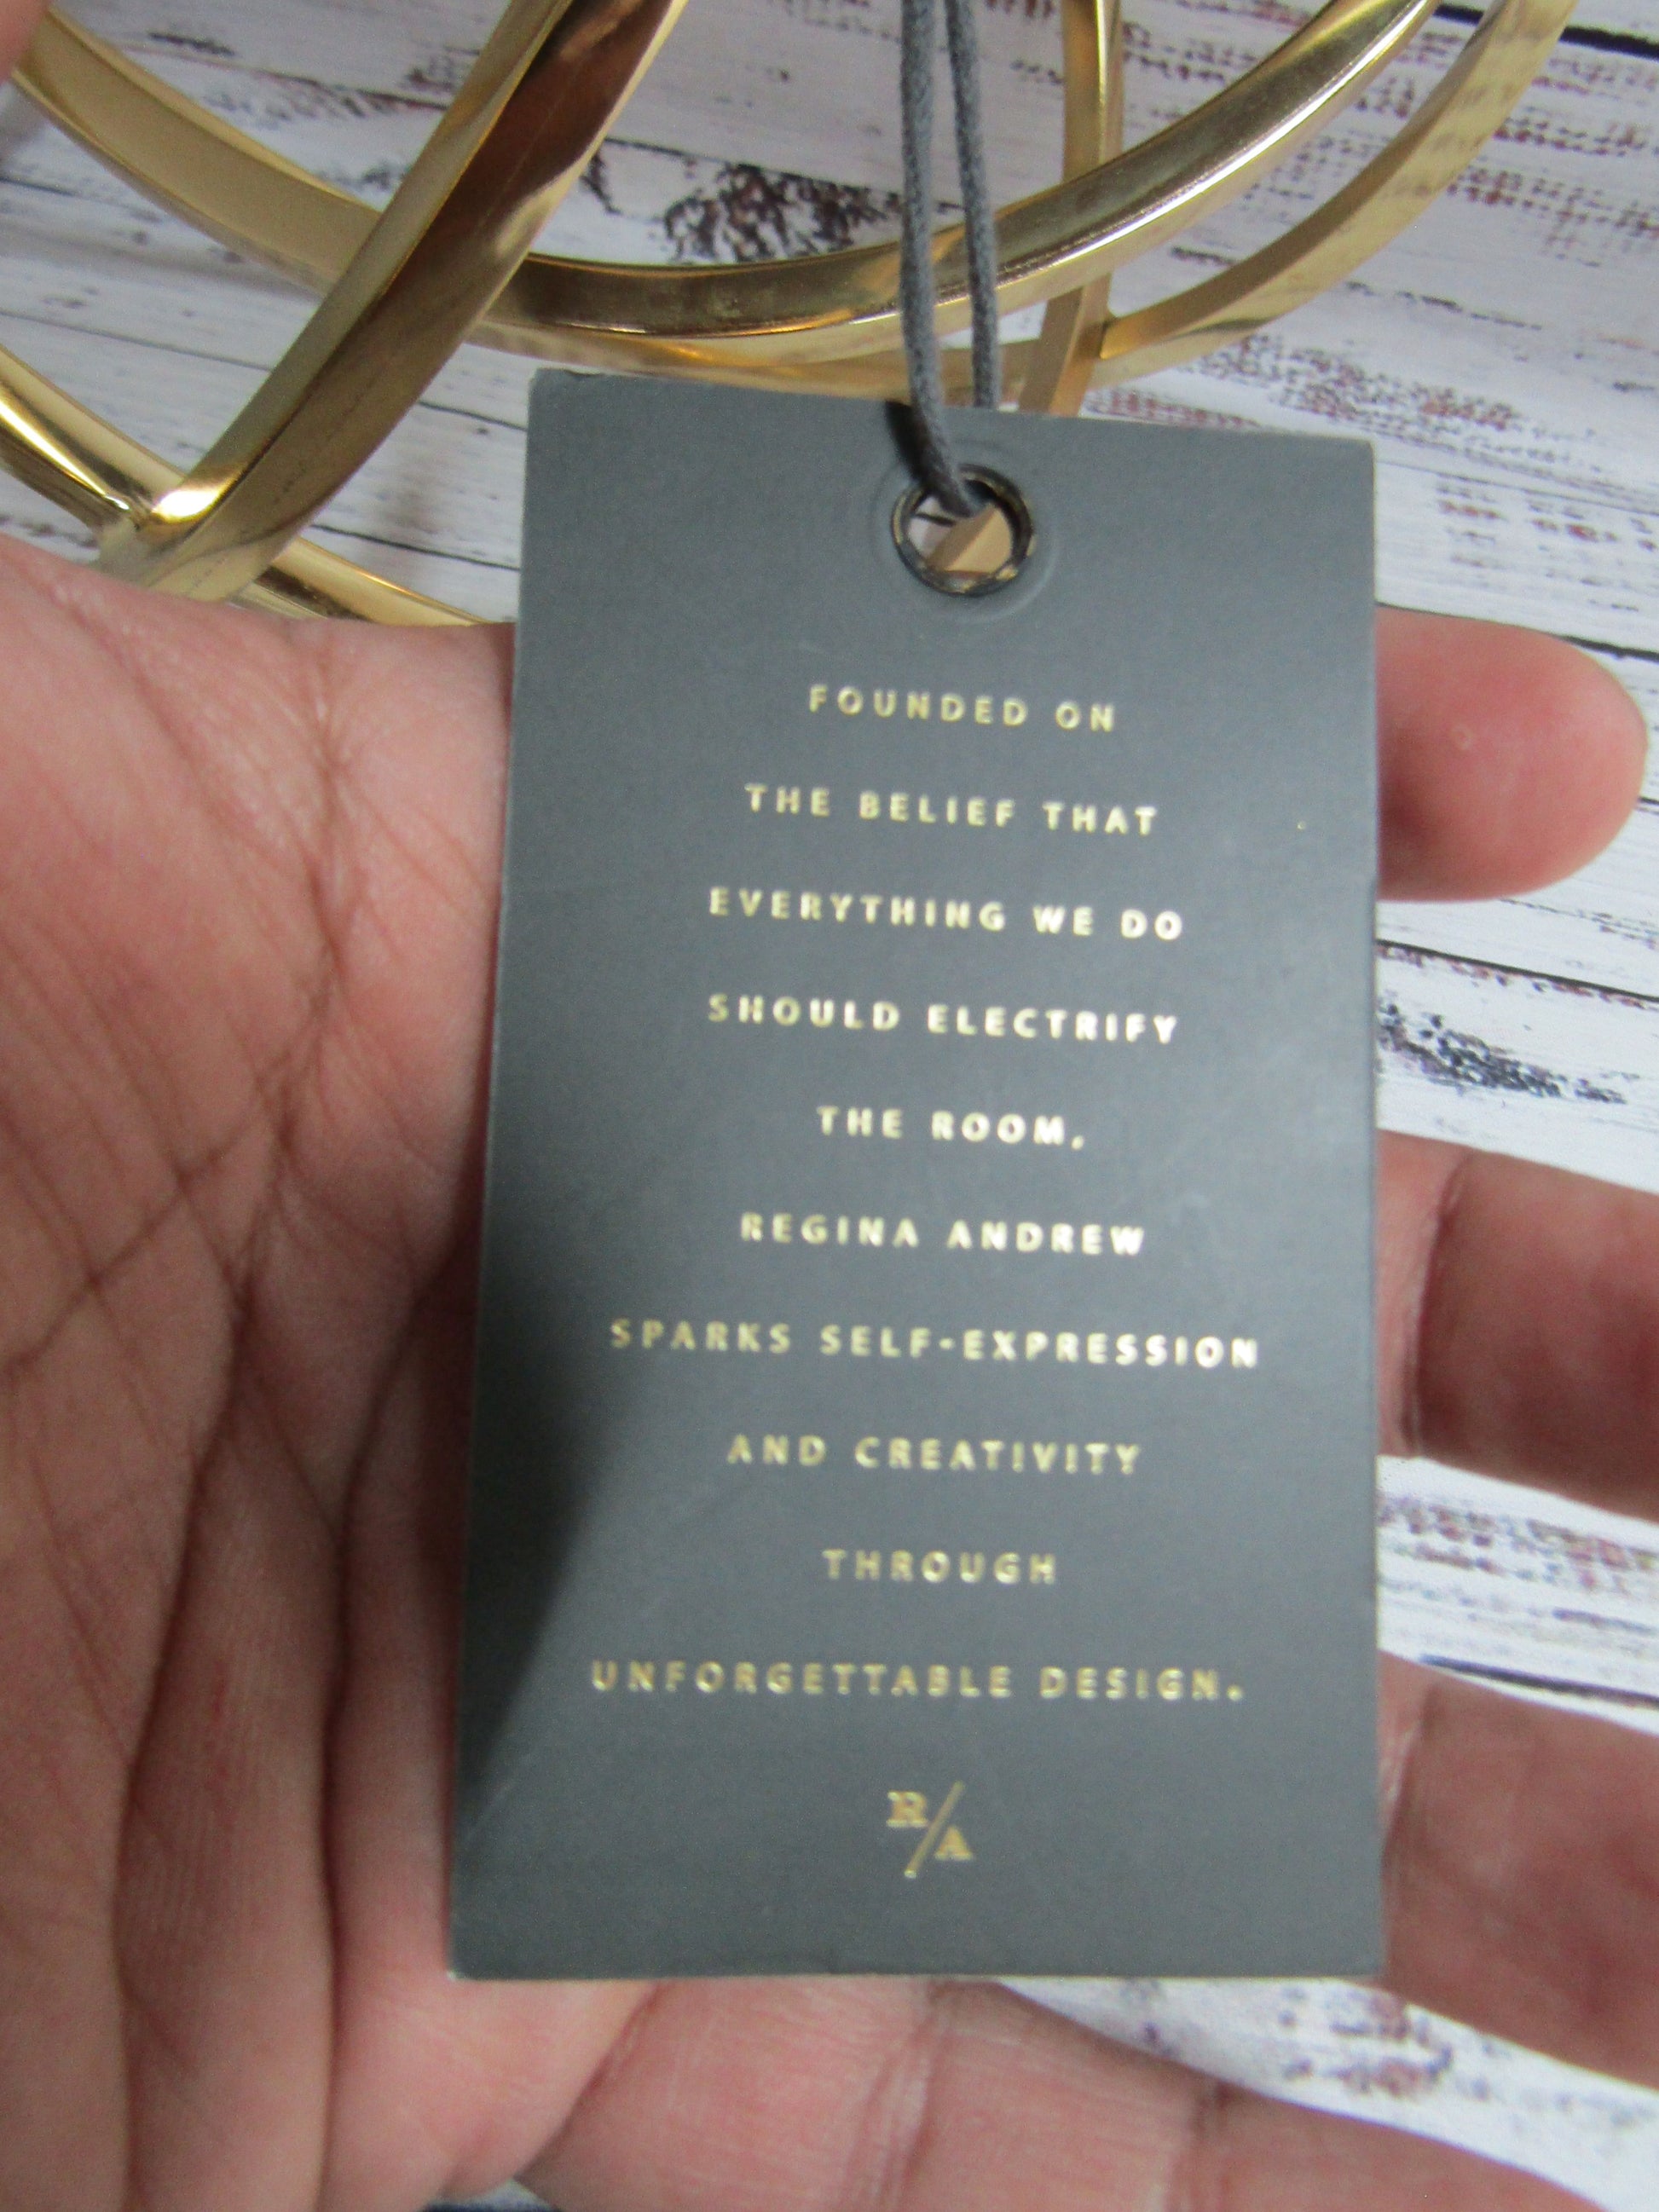 FOUNDED ON
THE BELIEF THAT
EVERYTHING WE DO
SHOULD ELECTRIFY
THE ROOM,
REGINA ANDREW
SPARKS SELF-EXPRESSION
AND CREATIVITY
THROUGH
UNFORGETTABLE DESIGN.
R/A